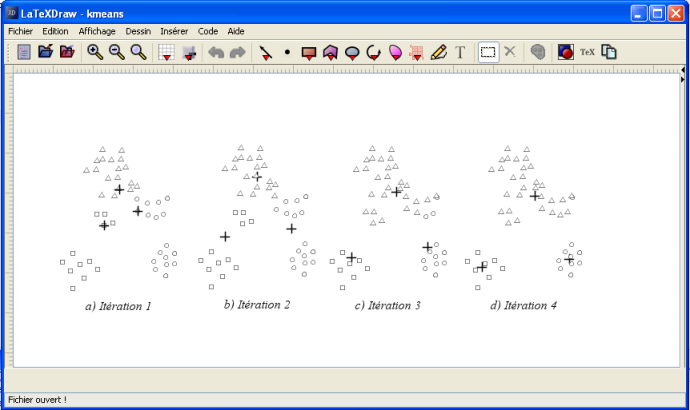 LaTeXDraw - kmeans
Fichier Edition Affichage Dessin Insérer Code Aide
T TeX
a) Itération 1 b) Itération 2 c) Itération 3 d) Itération 4
Fichier ouvert !